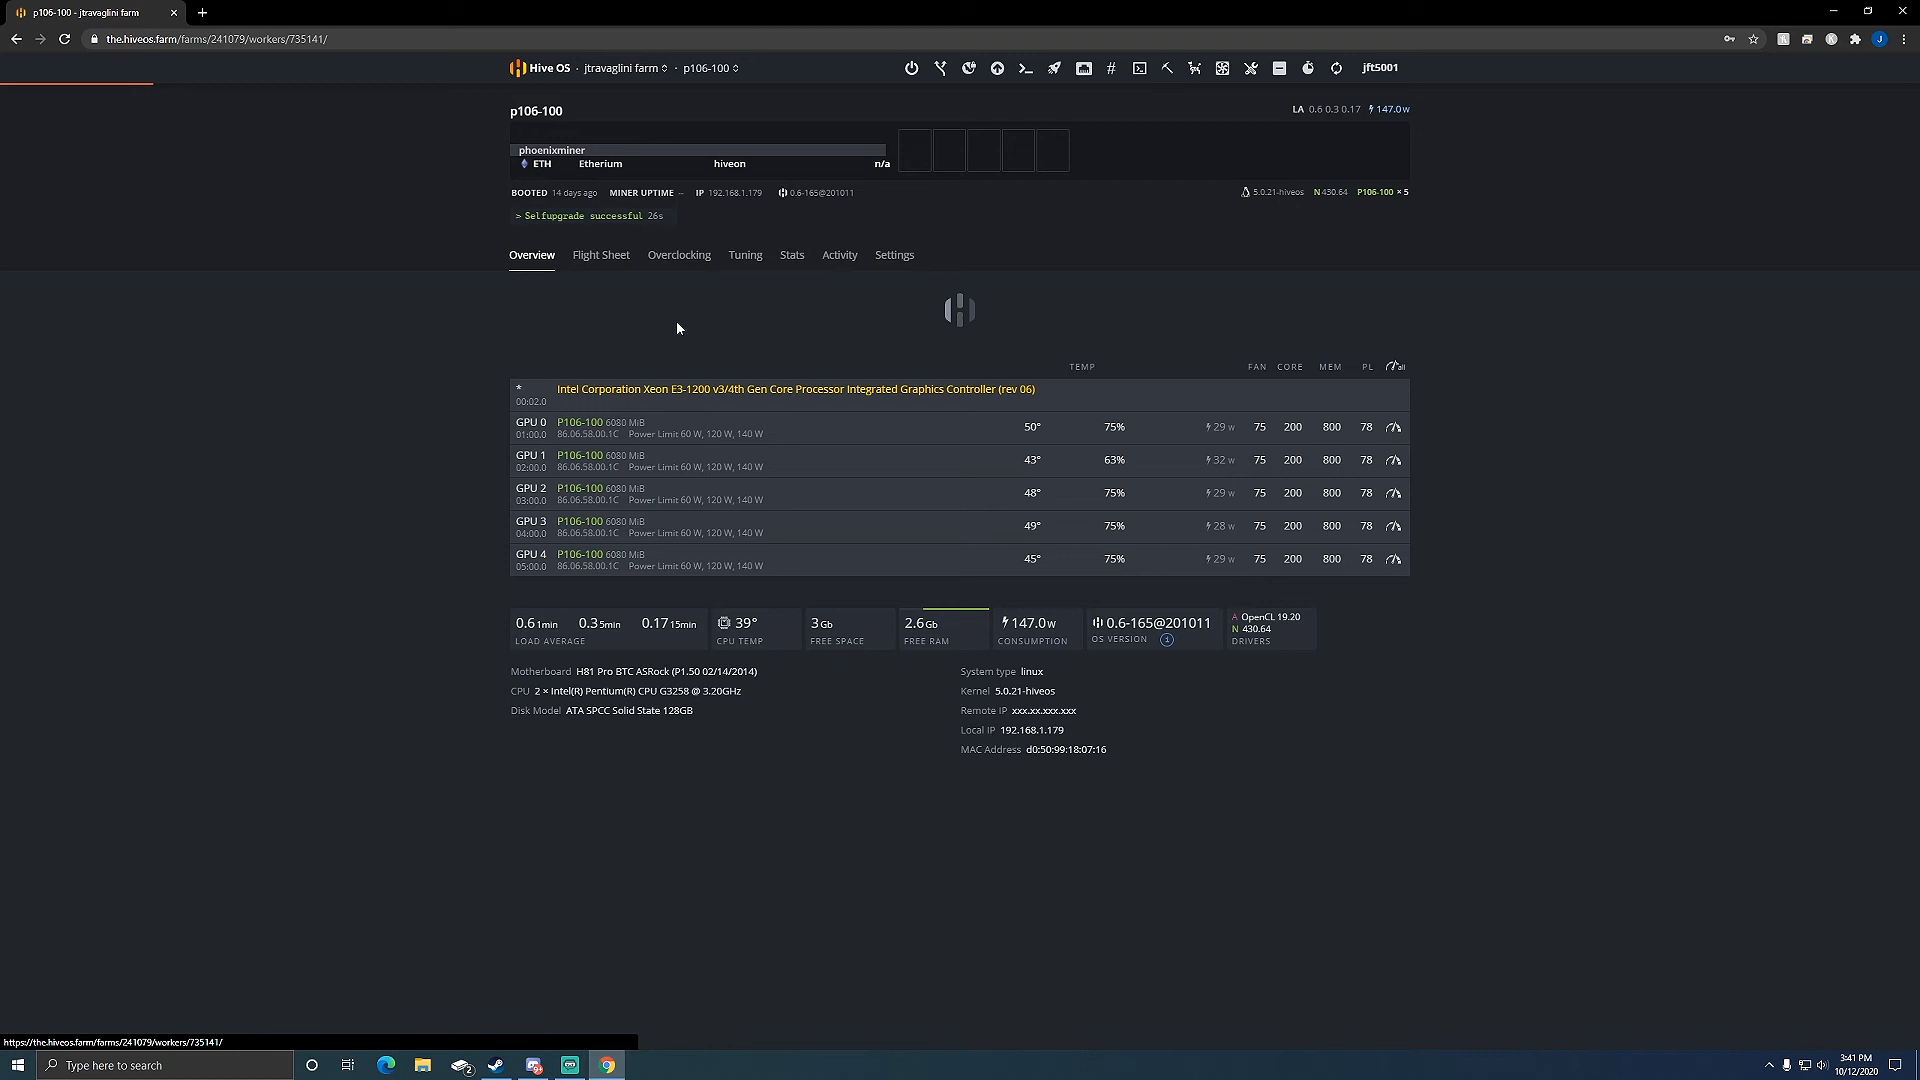 p106-100 - jtravaglini farm
the.hiveos.farm/farms/241079/workers/735141/
Hive OS · jtravaglini farm · p106-100
jft5001
p106-100
LA 0.6 0.3 0.17 147.0w
phoenixminer
ETH Etherium hiveon n/a
BOOTED 14 days ago MINER UPTIME -- IP 192.168.1.179 0.6-165@201011
5.0.21-hiveos N 430.64 P106-100 × 5
> Selfupgrade successful 26s
Overview Flight Sheet Overclocking Tuning Stats Activity Settings
TEMP FAN CORE MEM PL all
* Intel Corporation Xeon E3-1200 v3/4th Gen Core Processor Integrated Graphics Controller (rev 06)
00:02.0
GPU 0 P106-100 6080 MiB 50° 75% 29 w 75 200 800 78
01:00.0 86.06.58.00.1C Power Limit 60 W, 120 W, 140 W
GPU 1 P106-100 6080 MiB 43° 63% 32 w 75 200 800 78
02:00.0 86.06.58.00.1C Power Limit 60 W, 120 W, 140 W
GPU 2 P106-100 6080 MiB 48° 75% 29 w 75 200 800 78
03:00.0 86.06.58.00.1C Power Limit 60 W, 120 W, 140 W
GPU 3 P106-100 6080 MiB 49° 75% 28 w 75 200 800 78
04:00.0 86.06.58.00.1C Power Limit 60 W, 120 W, 140 W
GPU 4 P106-100 6080 MiB 45° 75% 29 w 75 200 800 78
05:00.0 86.06.58.00.1C Power Limit 60 W, 120 W, 140 W
0.6 1min 0.3 5min 0.17 15min
LOAD AVERAGE
39°
CPU TEMP
3 Gb
FREE SPACE
2.6 Gb
FREE RAM
147.0 w
CONSUMPTION
0.6-165@201011
OS VERSION
A OpenCL 19.20
N 430.64
DRIVERS
Motherboard H81 Pro BTC ASRock (P1.50 02/14/2014)
CPU 2 × Intel(R) Pentium(R) CPU G3258 @ 3.20GHz
Disk Model ATA SPCC Solid State 128GB
System type linux
Kernel 5.0.21-hiveos
Remote IP xxx.xx.xxx.xxx
Local IP 192.168.1.179
MAC Address d0:50:99:18:07:16
https://the.hiveos.farm/farms/241079/workers/735141/
Type here to search
3:41 PM
10/12/2020